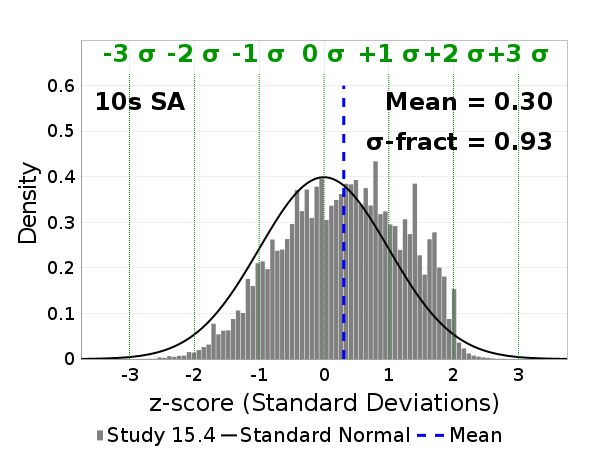 -3 σ -2 σ -1 σ 0 σ +1 σ +2 σ +3 σ
10s SA
Mean = 0.30
σ-fract = 0.93
0.6
0.5
0.4
0.3
0.2
0.1
0
Density
-3 -2 -1 0 1 2 3
z-score (Standard Deviations)
Study 15.4 Standard Normal Mean